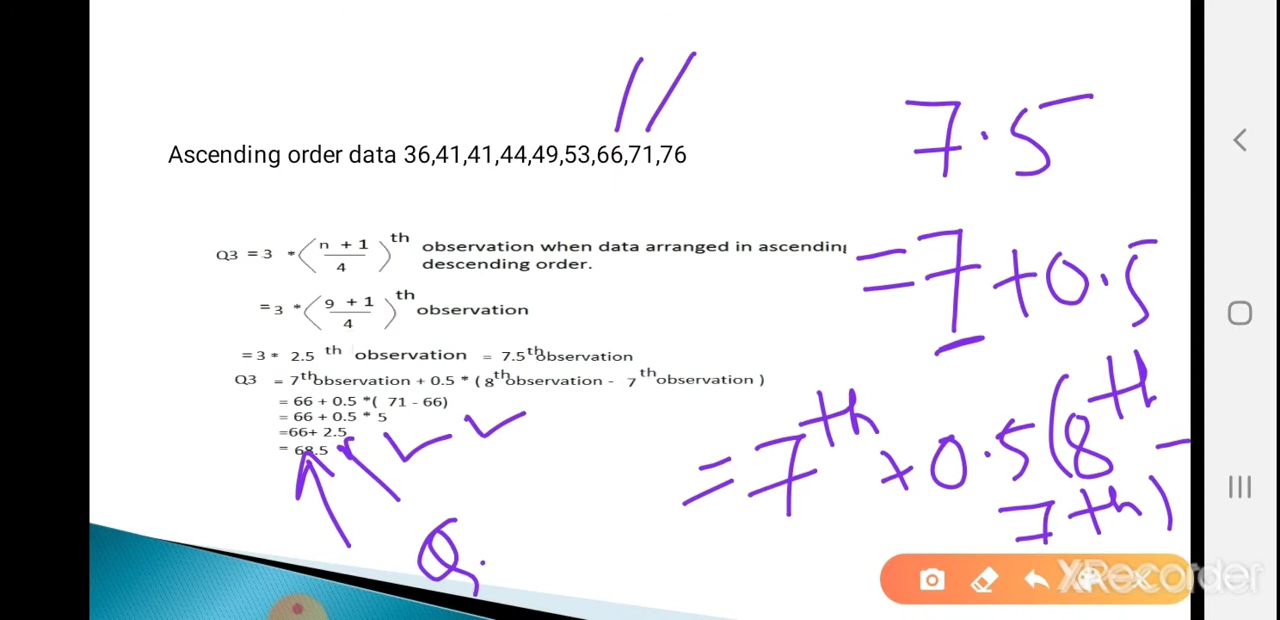 7.5
Ascending order data 36,41,41,44,49,53,66,71,76
Q3 = 3 * ( n + 1 / 4 ) th observation when data arranged in ascending
descending order.
= 7 + 0.5
= 3 * ( 9 + 1 / 4 ) th observation
= 3 * 2.5 th observation = 7.5th observation
Q3 = 7th observation + 0.5 * ( 8th observation - 7th observation )
= 66 + 0.5 *( 71 - 66)
= 66 + 0.5 * 5
=66+ 2.5
= 68.5
= 7th + 0.5 (8th -
7th)
Q
XRecorder